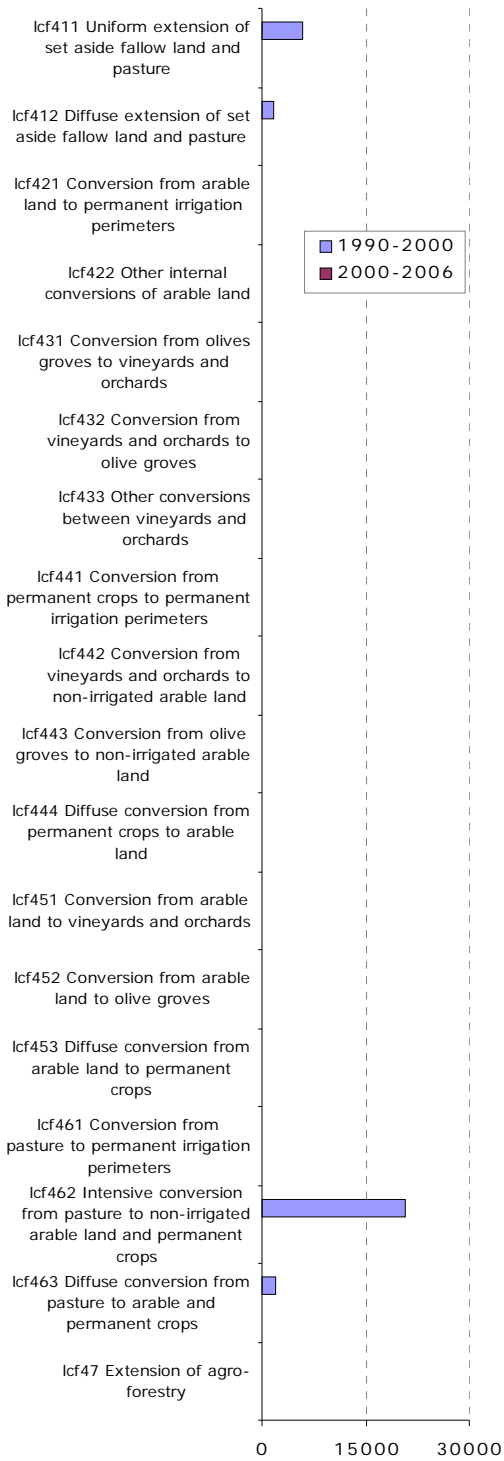 lcf411 Uniform extension of
set aside fallow land and
pasture
lcf412 Diffuse extension of set
aside fallow land and pasture
lcf421 Conversion from arable
land to permanent irrigation
perimeters
1990-2000
2000-2006
lcf422 Other internal
conversions of arable land
lcf431 Conversion from olives
groves to vineyards and
orchards
lcf432 Conversion from
vineyards and orchards to
olive groves
lcf433 Other conversions
between vineyards and
orchards
lcf441 Conversion from
permanent crops to permanent
irrigation perimeters
lcf442 Conversion from
vineyards and orchards to
non-irrigated arable land
lcf443 Conversion from olive
groves to non-irrigated arable
land
lcf444 Diffuse conversion from
permanent crops to arable
land
lcf451 Conversion from arable
land to vineyards and orchards
lcf452 Conversion from arable
land to olive groves
lcf453 Diffuse conversion from
arable land to permanent
crops
lcf461 Conversion from
pasture to permanent irrigation
perimeters
lcf462 Intensive conversion
from pasture to non-irrigated
arable land and permanent
crops
lcf463 Diffuse conversion from
pasture to arable and
permanent crops
lcf47 Extension of agro-
forestry
0 15000 30000